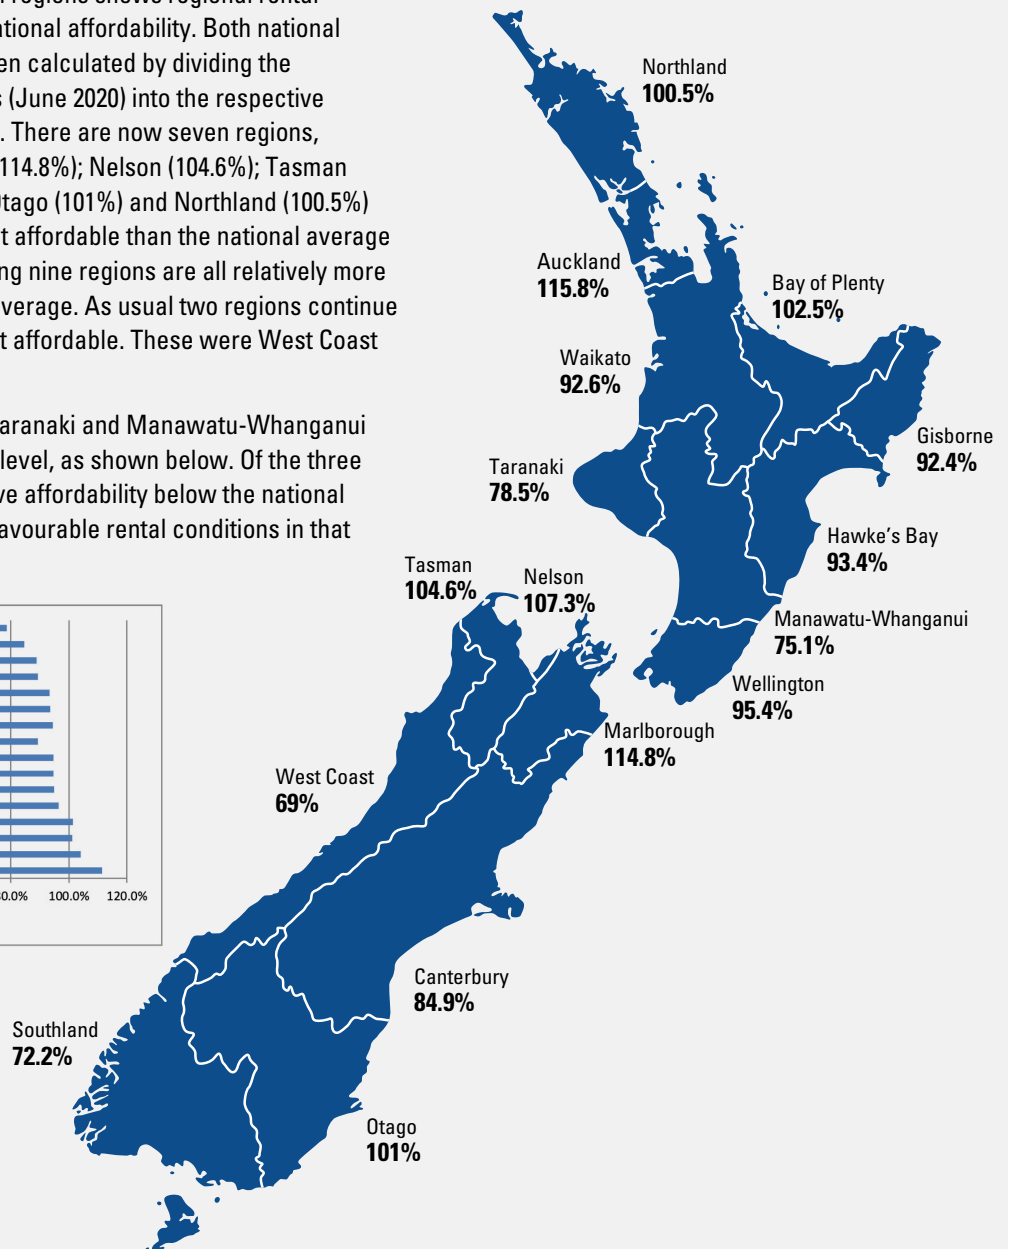 regions shows regional rental
ational affordability. Both national
en calculated by dividing the
s (June 2020) into the respective
. There are now seven regions,
114.8%); Nelson (104.6%); Tasman
Otago (101%) and Northland (100.5%)
t affordable than the national average
ng nine regions are all relatively more
verage. As usual two regions continue
t affordable. These were West Coast
aranaki and Manawatu-Whanganui
level, as shown below. Of the three
ve affordability below the national
avourable rental conditions in that
Northland
100.5%
Auckland
115.8%
Bay of Plenty
102.5%
Waikato
92.6%
Gisborne
92.4%
Taranaki
78.5%
Hawke's Bay
93.4%
Tasman
104.6%
Nelson
107.3%
Manawatu-Whanganui
75.1%
Wellington
95.4%
Marlborough
114.8%
West Coast
69%
0.0%
100.0%
120.0%
Canterbury
84.9%
Southland
72.2%
Otago
101%